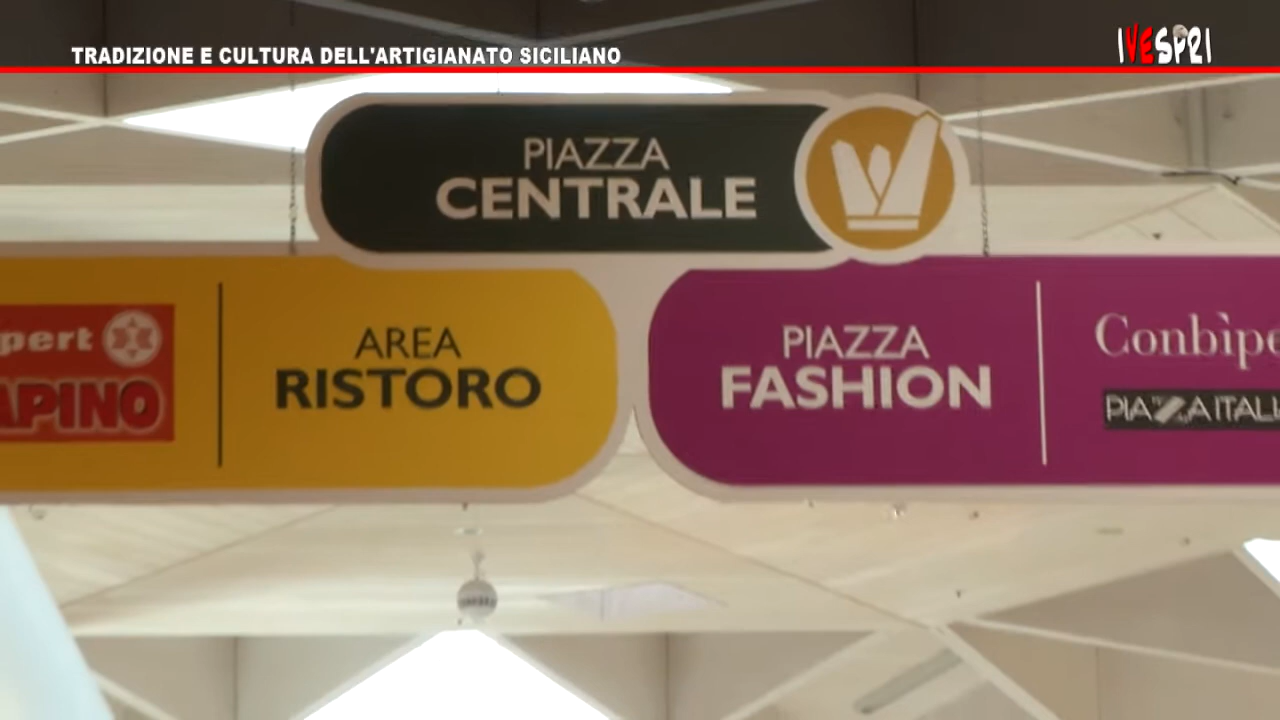 TRADIZIONE E CULTURA DELL'ARTIGIANATO SICILIANO
IVESPRI
PIAZZA
CENTRALE
pert
APINO
AREA
RISTORO
PIAZZA
FASHION
Conbipe
PIAZZA ITALI